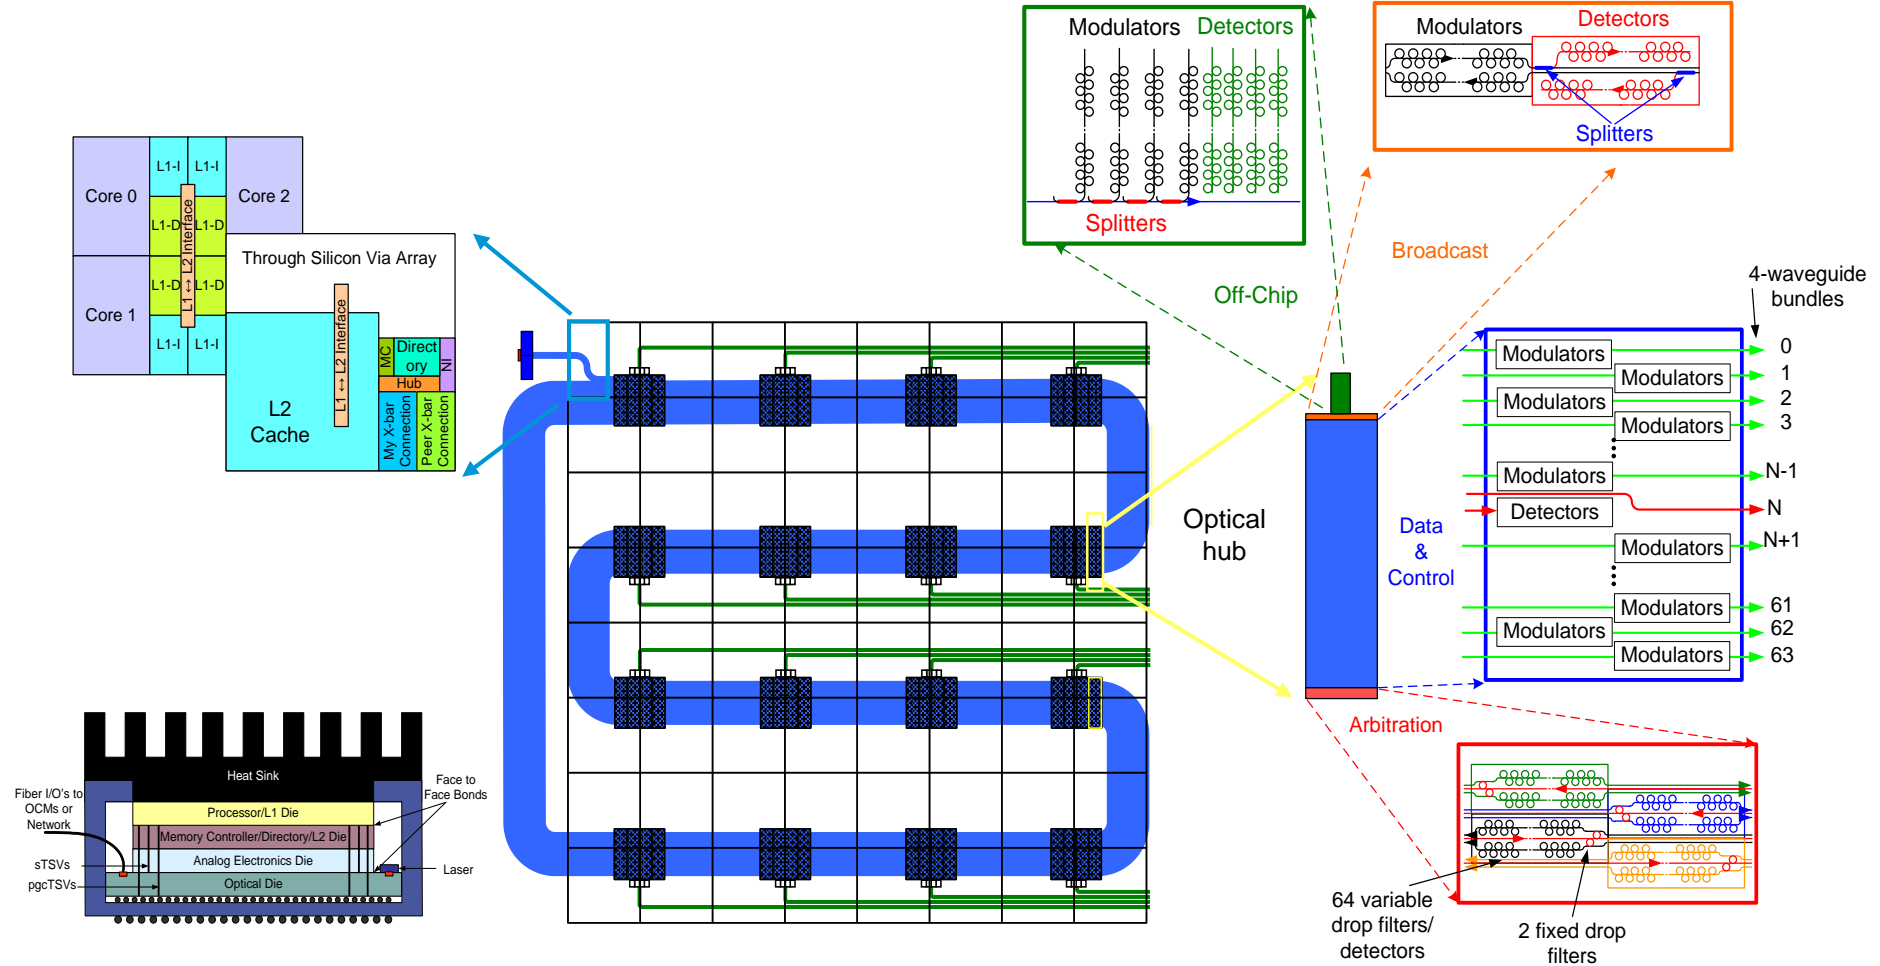 Modulators
Detectors
Splitters
Modulators
Detectors
Splitters
Off-Chip
Broadcast
Core 0
Core 1
Core 2
L1-I
L1-I
L1-D
L1-D
L1-D
L1-D
L1-I
L1-I
L1 ↔ L2 Interface
Through Silicon Via Array
L1 ↔ L2 Interface
L2
Cache
MC
Direct
ory
NI
Hub
My X-bar
Connection
Peer X-bar
Connection
Optical
hub
Data
&
Control
Arbitration
4-waveguide
bundles
Modulators
0
Modulators
1
Modulators
2
Modulators
3
Modulators
N-1
Detectors
N
Modulators
N+1
Modulators
61
Modulators
62
Modulators
63
64 variable
drop filters/
detectors
2 fixed drop
filters
Heat Sink
Fiber I/O's to
OCMs or
Network
Face to
Face Bonds
Processor/L1 Die
Memory Controller/Directory/L2 Die
Analog Electronics Die
Optical Die
sTSVs
pgcTSVs
Laser